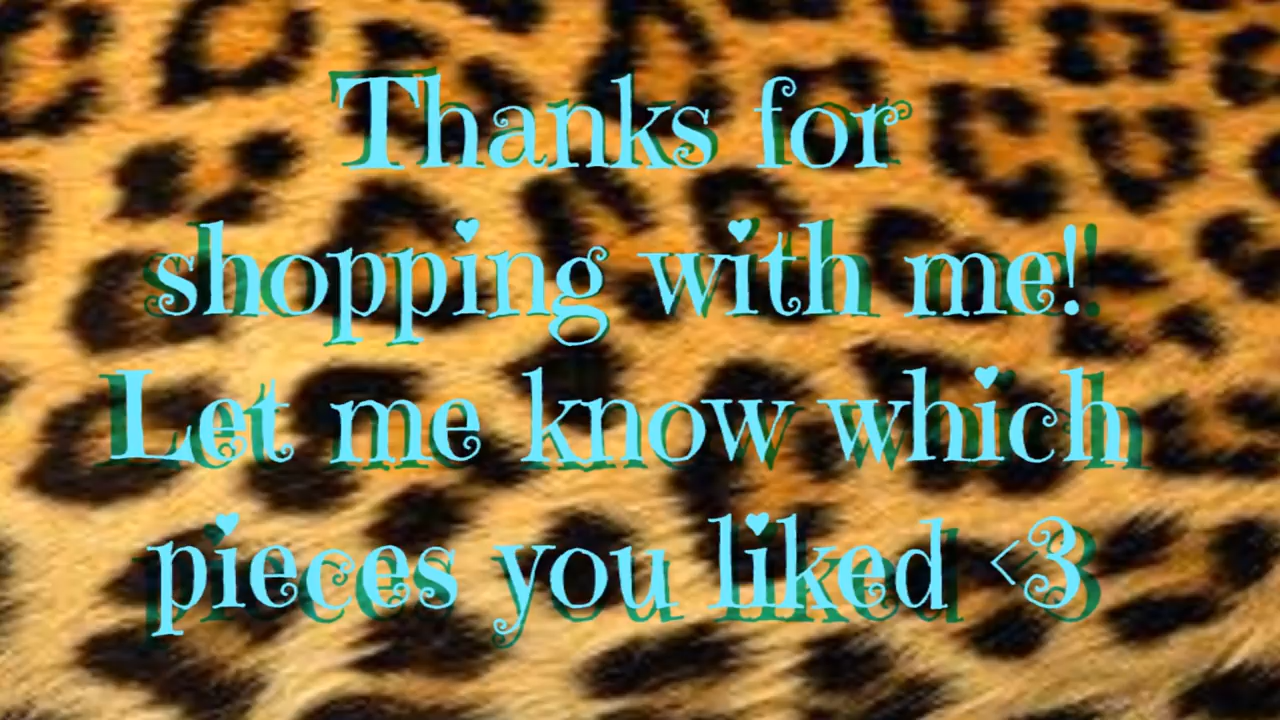 Thanks for
shopping with me!
Let me know which
pieces you liked <3